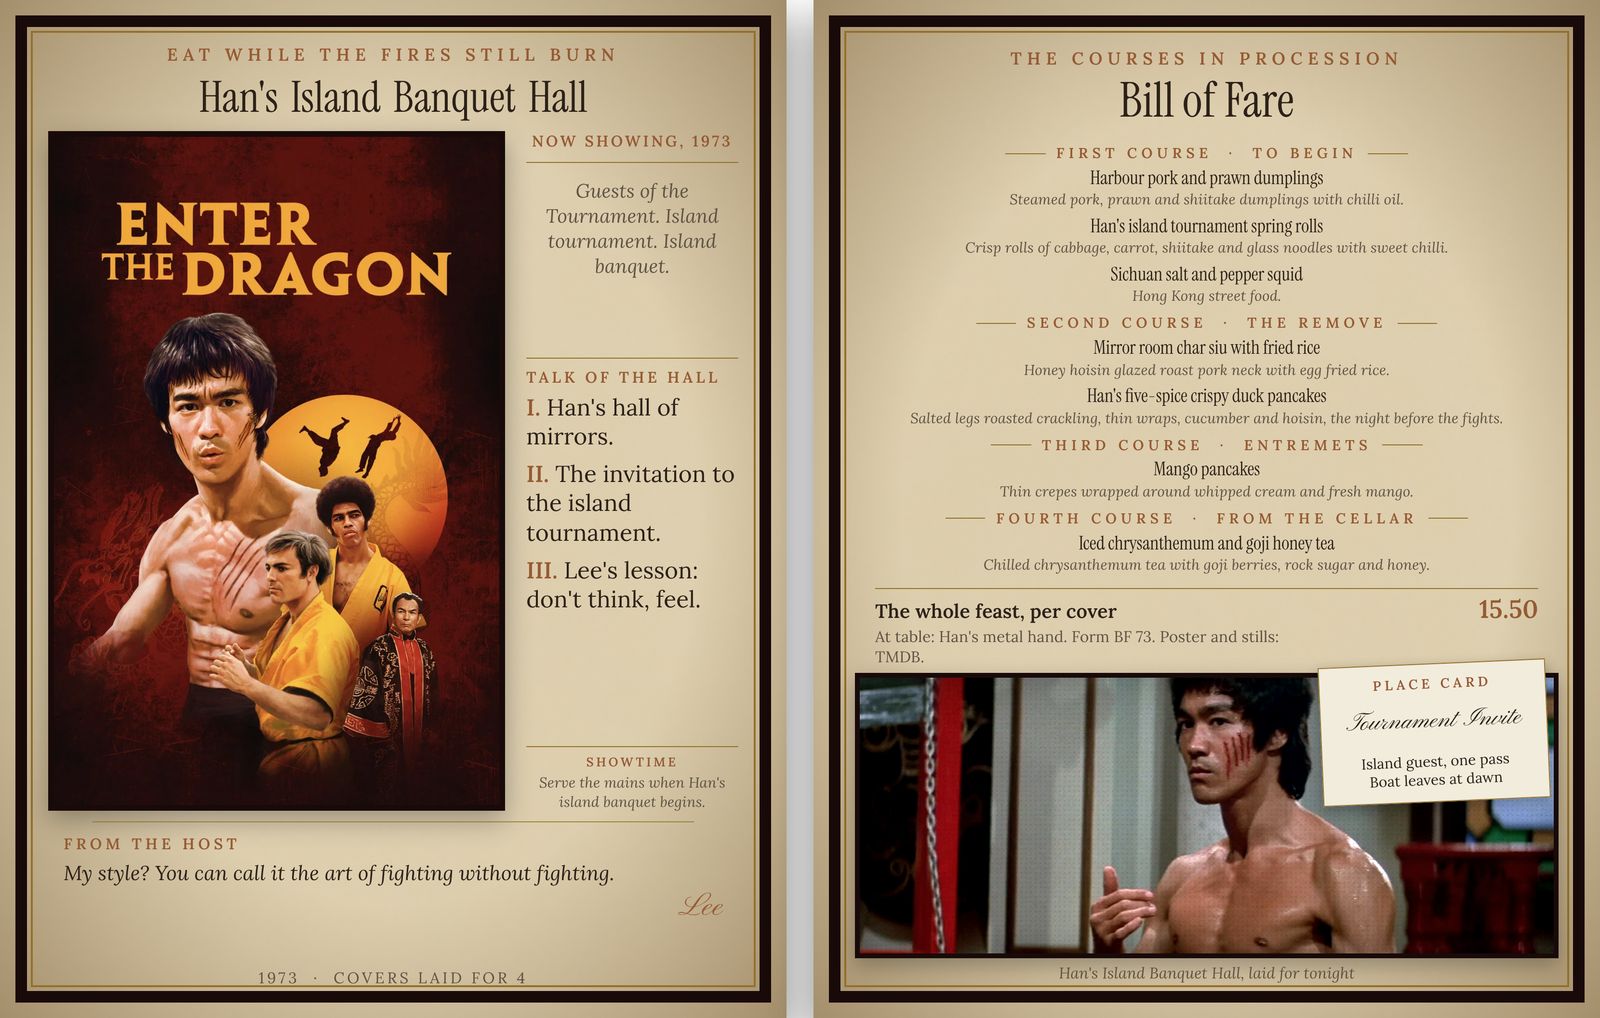 EAT WHILE THE FIRES STILL BURN
Han's Island Banquet Hall
ENTER
THE DRAGON
NOW SHOWING, 1973
Guests of the
Tournament. Island
tournament. Island
banquet.
TALK OF THE HALL
I. Han's hall of
mirrors.
II. The invitation to
the island
tournament.
III. Lee's lesson:
don't think, feel.
SHOWTIME
Serve the mains when Han's
island banquet begins.
FROM THE HOST
My style? You can call it the art of fighting without fighting.
Lee
1973 · COVERS LAID FOR 4
THE COURSES IN PROCESSION
Bill of Fare
FIRST COURSE · TO BEGIN
Harbour pork and prawn dumplings
Steamed pork, prawn and shiitake dumplings with chilli oil.
Han's island tournament spring rolls
Crisp rolls of cabbage, carrot, shiitake and glass noodles with sweet chilli.
Sichuan salt and pepper squid
Hong Kong street food.
SECOND COURSE · THE REMOVE
Mirror room char siu with fried rice
Honey hoisin glazed roast pork neck with egg fried rice.
Han's five-spice crispy duck pancakes
Salted legs roasted crackling, thin wraps, cucumber and hoisin, the night before the fights.
THIRD COURSE · ENTREMETS
Mango pancakes
Thin crepes wrapped around whipped cream and fresh mango.
FOURTH COURSE · FROM THE CELLAR
Iced chrysanthemum and goji honey tea
Chilled chrysanthemum tea with goji berries, rock sugar and honey.
The whole feast, per cover 15.50
At table: Han's metal hand. Form BF 73. Poster and stills:
TMDB.
PLACE CARD
Tournament Invite
Island guest, one pass
Boat leaves at dawn
Han's Island Banquet Hall, laid for tonight